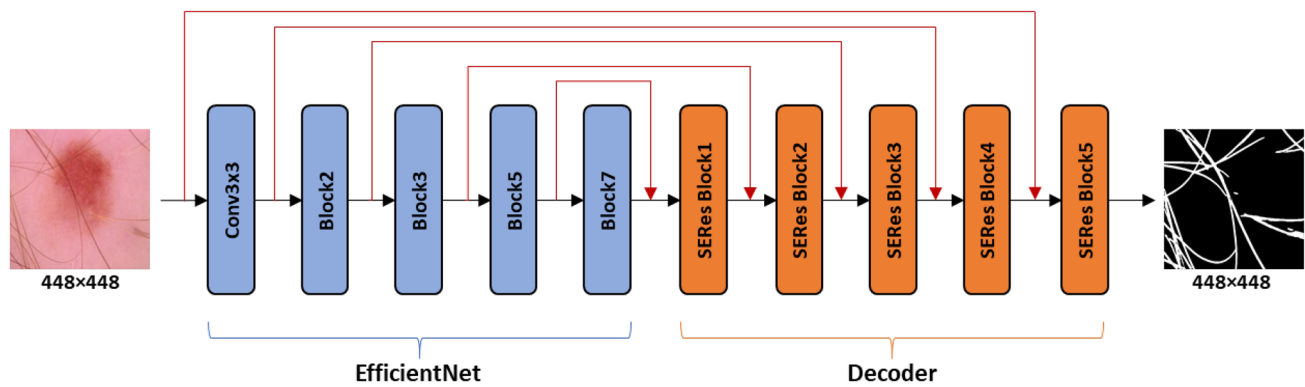 Conv3x3
Block2
Block3
Block5
Block7
SERes Block1
SERes Block2
SERes Block3
SERes Block4
SERes Block5
448×448
448×448
EfficientNet
Decoder